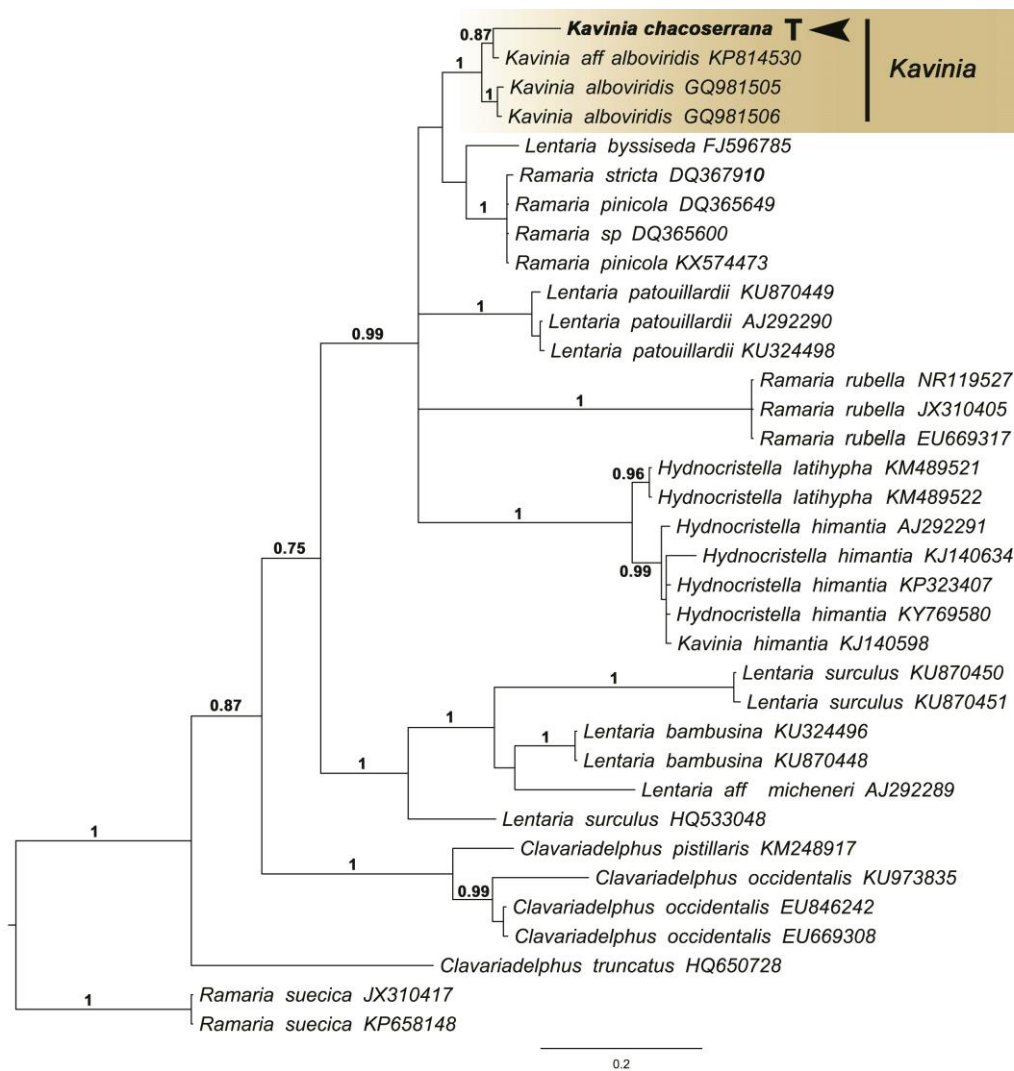 Kavinia chacoserrana T
0.87
Kavinia aff alboviridis KP814530
Kavinia
1
Kavinia alboviridis GQ981505
1
Kavinia alboviridis GQ981506
Lentaria byssiseda FJ596785
Ramaria stricta DQ367910
Ramaria pinicola DQ365649
1
Ramaria sp DQ365600
Ramaria pinicola KX574473
Lentaria patouillardii KU870449
1
Lentaria patouillardii AJ292290
0.99
Lentaria patouillardii KU324498
Ramaria rubella NR119527
1
Ramaria rubella JX310405
Ramaria rubella EU669317
Hydnocristella latihypha KM489521
0.96
Hydnocristella latihypha KM489522
1
Hydnocristella himantia AJ292291
Hydnocristella himantia KJ140634
0.99
Hydnocristella himantia KP323407
0.75
Hydnocristella himantia KY769580
Kavinia himantia KJ140598
Lentaria surculus KU870450
1
Lentaria surculus KU870451
0.87
1
Lentaria bambusina KU324496
1
Lentaria bambusina KU870448
1
Lentaria aff micheneri AJ292289
Lentaria surculus HQ533048
1
Clavariadelphus pistillaris KM248917
1
Clavariadelphus occidentalis KU973835
0.99
Clavariadelphus occidentalis EU846242
Clavariadelphus occidentalis EU669308
Clavariadelphus truncatus HQ650728
Ramaria suecica JX310417
1
Ramaria suecica KP658148
0.2